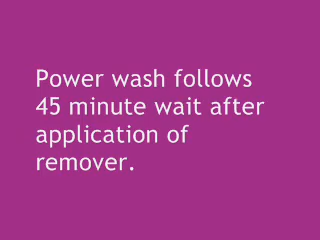 Power wash follows
45 minute wait after
application of
remover.